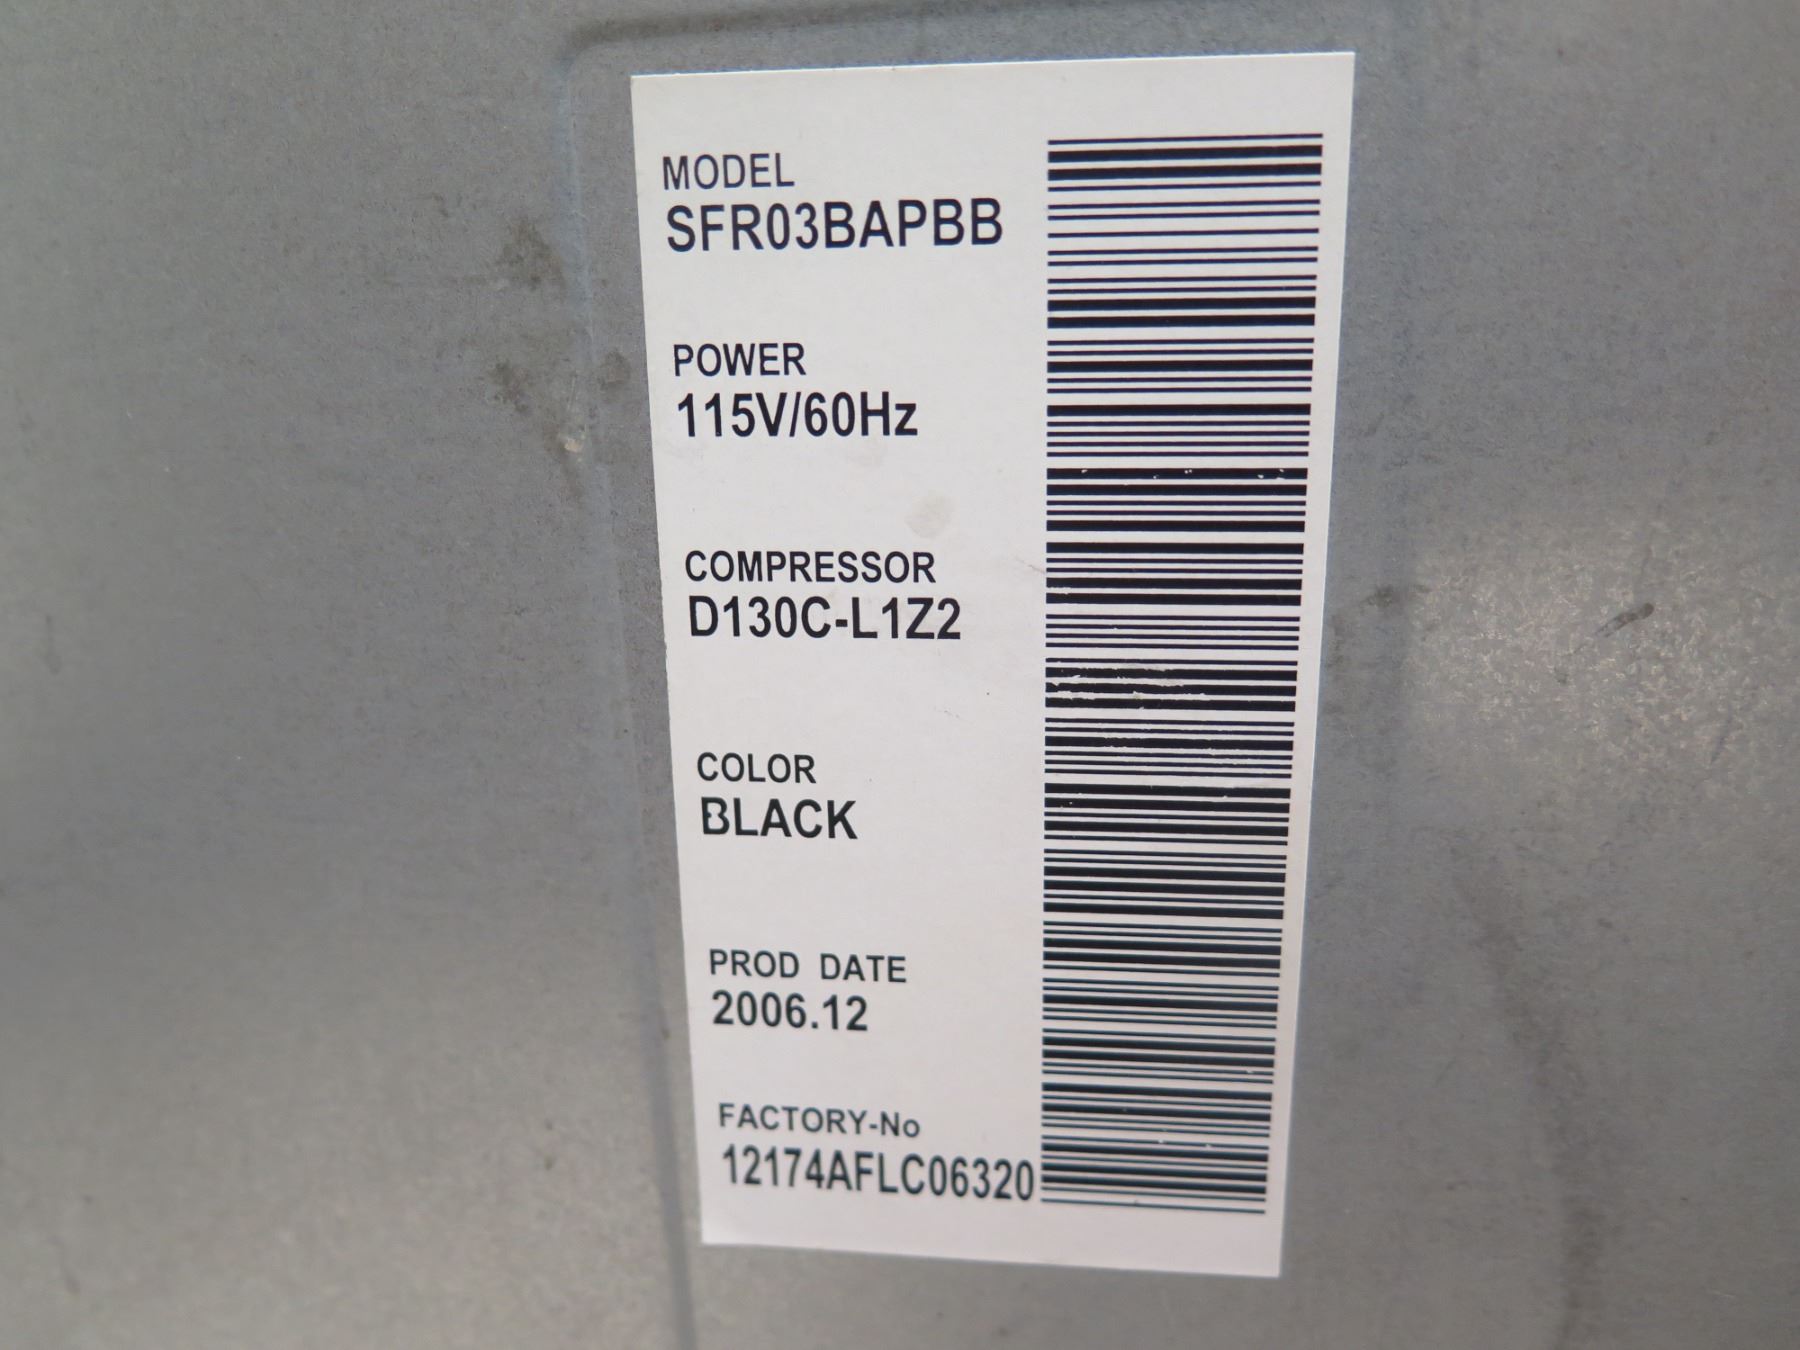 MODEL
SFR03BAPBB
POWER
115V/60Hz
COMPRESSOR
D130C-L1Z2
COLOR
BLACK
PROD DATE
2006.12
FACTORY-No
12174AFLC06320